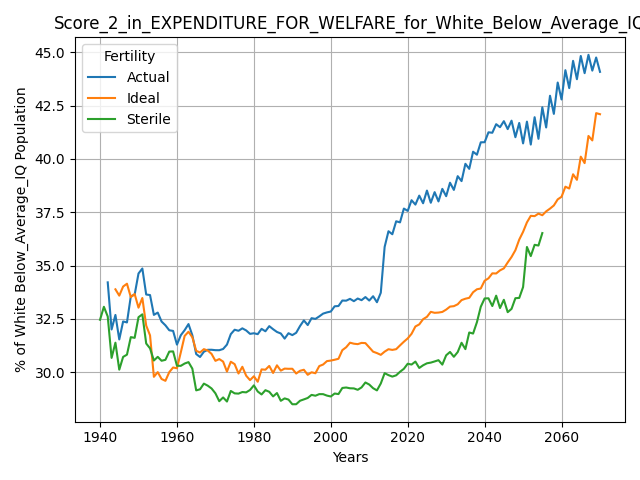 Score_2_in_EXPENDITURE_FOR_WELFARE_for_White_Below_Average_IQ
Fertility
Actual
Ideal
Sterile
45.0
42.5
40.0
37.5
35.0
32.5
30.0
% of White Below_Average_IQ Population
1940 1960 1980 2000 2020 2040 2060
Years